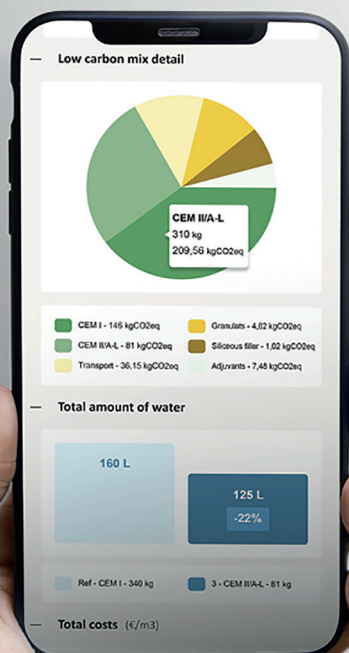 Low carbon mix detail
CEM II/A-L
310 kg
209,56 kgCO2eq
CEM I - 146 kgCO2eq
Granulats - 4,62 kgCO2eq
CEM II/A-L - 81 kgCO2eq
Siliceous filler - 1,02 kgCO2eq
Transport - 36,15 kgCO2eq
Adjuvants - 7,48 kgCO2eq
Total amount of water
160 L
125 L
-22%
Ref - CEM I - 340 kg
3 - CEM II/A-L - 81 kg
Total costs (€/m3)